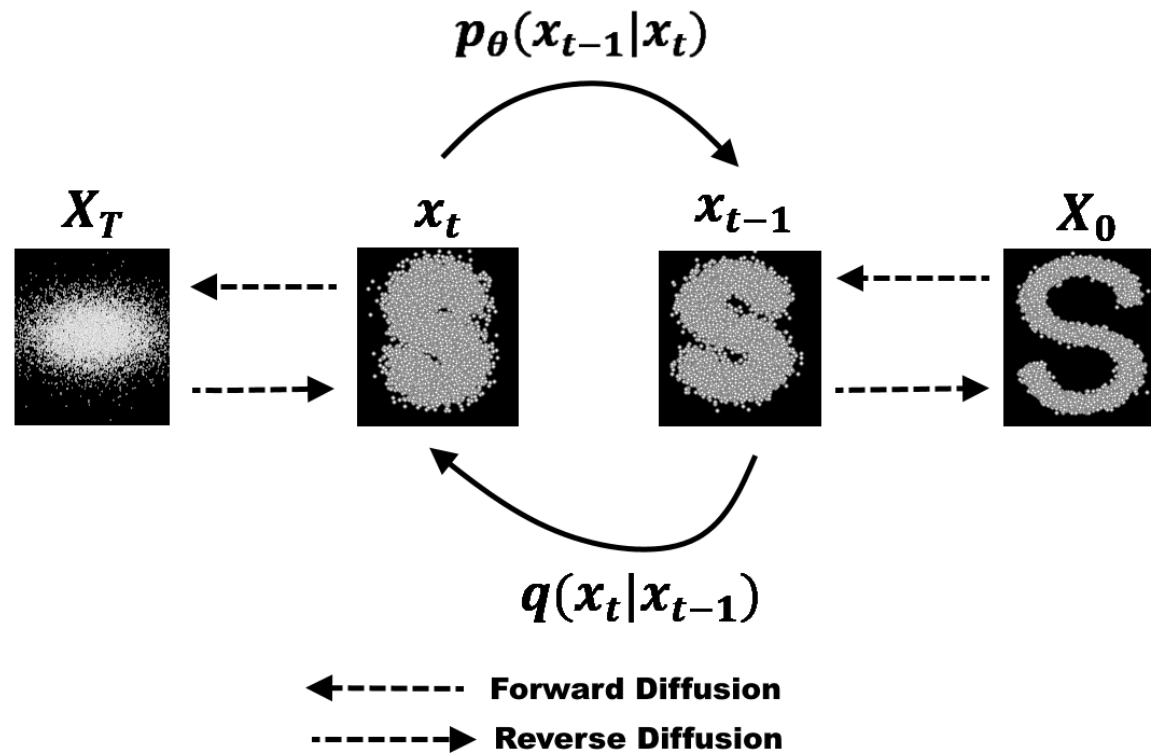 p_θ(x_{t−1}|x_t)
X_T x_t x_{t−1} X_0
q(x_t|x_{t−1})
Forward Diffusion
Reverse Diffusion